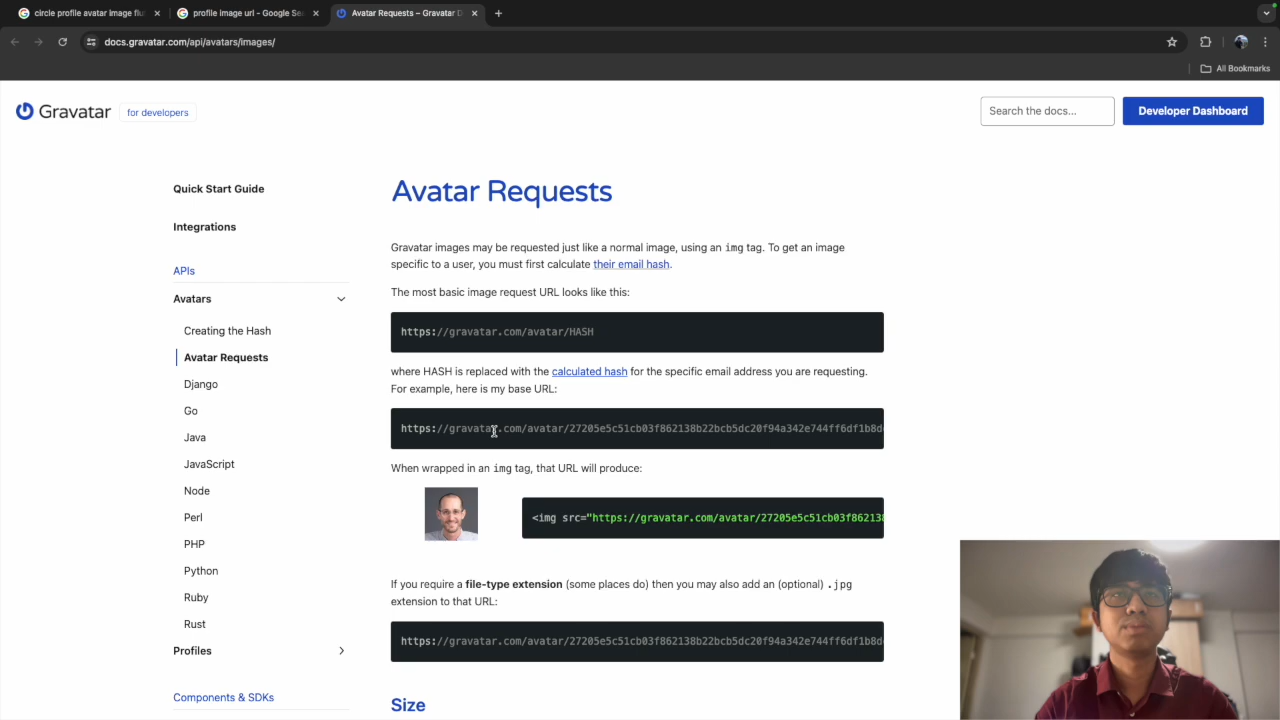 circle profile avatar image flu
profile image url - Google Se
Avatar Requests – Gravatar D
docs.gravatar.com/api/avatars/images/
All Bookmarks
Gravatar
for developers
Search the docs...
Developer Dashboard
Quick Start Guide
Integrations
APIs
Avatars
Creating the Hash
Avatar Requests
Django
Go
Java
JavaScript
Node
Perl
PHP
Python
Ruby
Rust
Profiles
Components & SDKs
Avatar Requests
Gravatar images may be requested just like a normal image, using an img tag. To get an image
specific to a user, you must first calculate their email hash.
The most basic image request URL looks like this:
https://gravatar.com/avatar/HASH
where HASH is replaced with the calculated hash for the specific email address you are requesting.
For example, here is my base URL:
https://gravatar.com/avatar/27205e5c51cb03f862138b22bcb5dc20f94a342e744ff6df1b8d
When wrapped in an img tag, that URL will produce:
<img src="https://gravatar.com/avatar/27205e5c51cb03f862138
If you require a file-type extension (some places do) then you may also add an (optional) .jpg
extension to that URL:
https://gravatar.com/avatar/27205e5c51cb03f862138b22bcb5dc20f94a342e744ff6df1b8d
Size